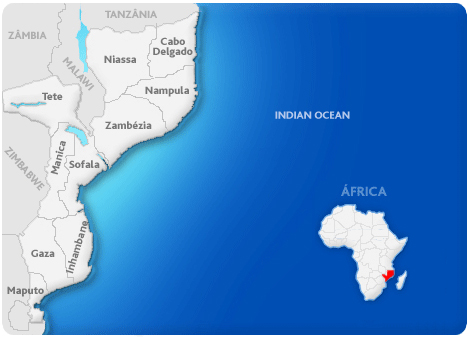 TANZÂNIA
ZÂMBIA
Cabo
Delgado
Niassa
MALAWI
Nampula
Tete
Zambézia
INDIAN OCEAN
ZIMBABWE
Manica
Sofala
ÁFRICA
Inhambane
Gaza
Maputo